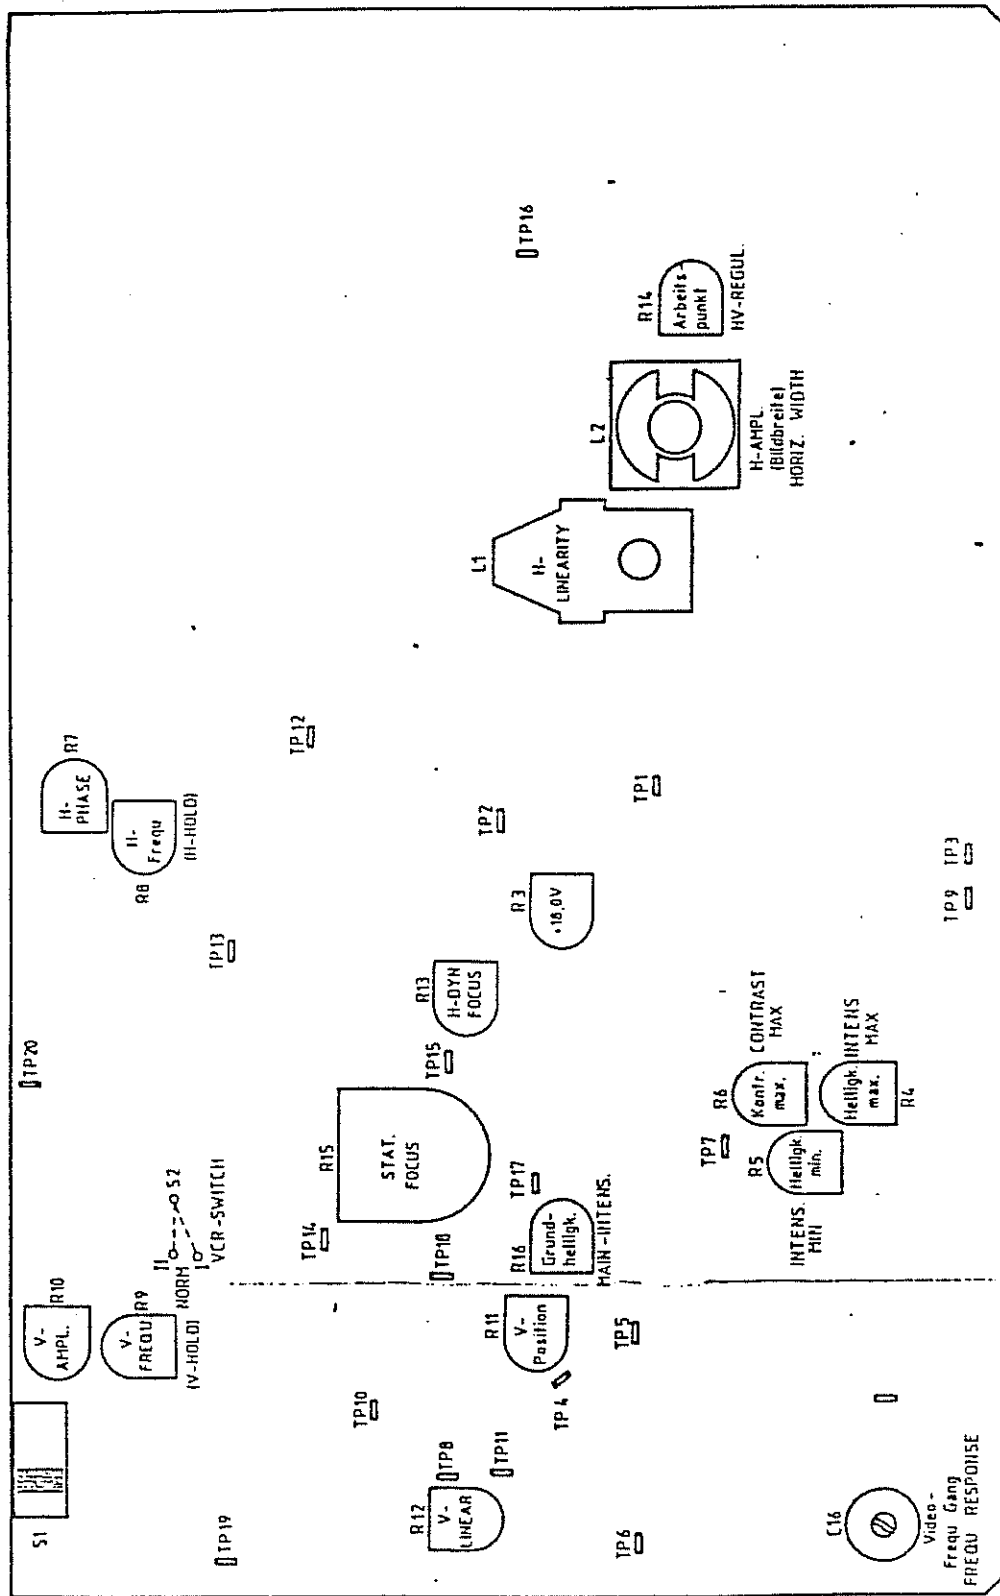 S1
V-
AMPL.
R10
V-
FREQU
R9
(V-HOLD)
NORM
II
I
S2
VCR-SWITCH
TP20
H-
PHASE
R7
H-
Frequ
R8
(H-HOLD)
TP19
TP13
TP12
TP10
TP14
R15
STAT.
FOCUS
TP15
R13
H-DYN
FOCUS
TP2
L1
H-
LINEARITY
TP16
R12
V-
LINEAR
TP8
TP11
TP18
R11
V-
Position
TP4
R16
Grund-
helligk.
MAIN-INTENS.
TP17
R3
+18,0V
L2
H-AMPL.
(Bildbreite)
HORIZ. WIDTH
R14
Arbeits-
punkt
HV-REGUL.
TP6
TP5
TP1
TP7
R5
Helligk.
min.
INTENS.
MIN
R6
Kontr.
max.
CONTRAST
MAX
Helligk.
max.
R4
INTENS
MAX
TP9
TP3
C16
Video-
Frequ Gang
FREQU RESPONSE